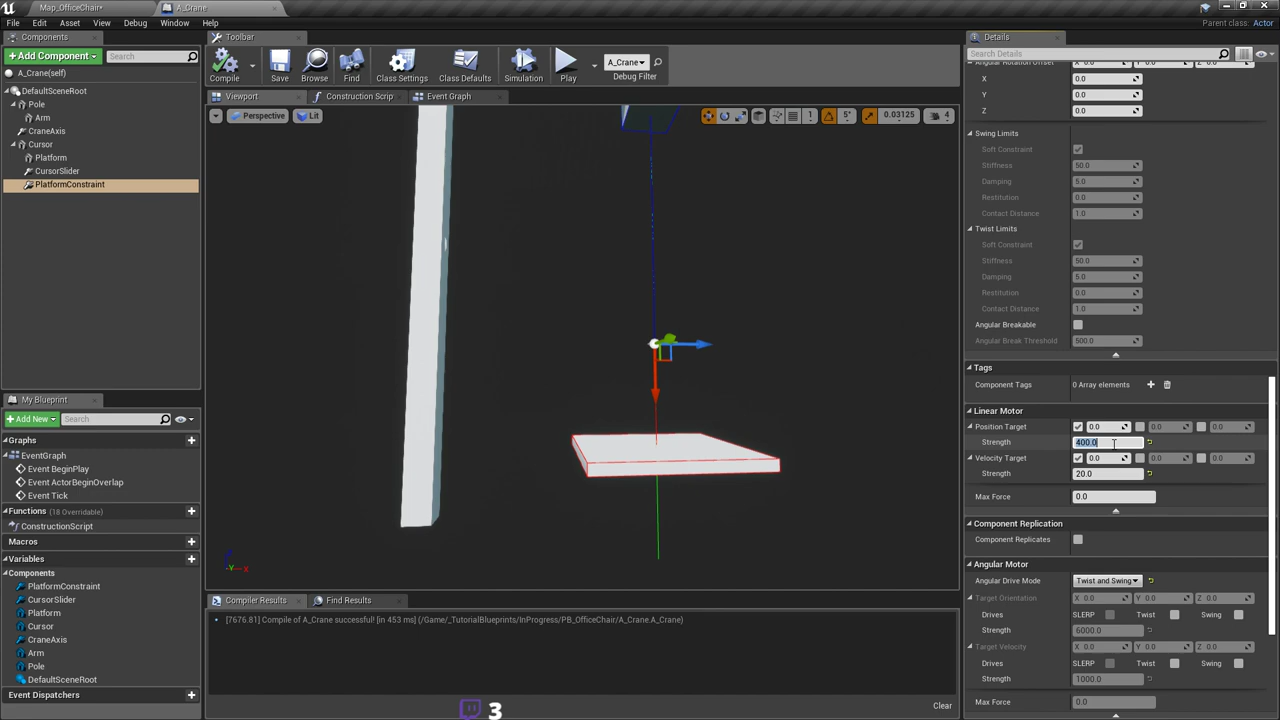 Map_OfficeChair*
A_Crane
File Edit Asset View Debug Window Help
Parent class: Actor
Components
Toolbar
Details
Add Component
Search
Compile
Save
Browse
Find
Class Settings
Class Defaults
Simulation
Play
A_Crane
Debug Filter
Search Details
A_Crane(self)
DefaultSceneRoot
Pole
Arm
CraneAxis
Cursor
Platform
CursorSlider
PlatformConstraint
Viewport
Construction Scrip
Event Graph
Perspective
Lit
1
5°
0.03125
4
Angular Rotation Offset
X 0.0
Y 0.0
Z 0.0
Swing Limits
Soft Constraint
Stiffness 50.0
Damping 5.0
Restitution 0.0
Contact Distance 1.0
Twist Limits
Soft Constraint
Stiffness 50.0
Damping 5.0
Restitution 0.0
Contact Distance 1.0
Angular Breakable
Angular Break Threshold 500.0
Tags
Component Tags 0 Array elements
Linear Motor
Position Target 0.0 0.0 0.0
Strength 400.0
Velocity Target 0.0 0.0 0.0
Strength 20.0
Max Force 0.0
Component Replication
Component Replicates
Angular Motor
Angular Drive Mode Twist and Swing
Target Orientation X 0.0 Y 0.0 Z 0.0
Drives SLERP Twist Swing
Strength 6000.0
Target Velocity X 0.0 Y 0.0 Z 0.0
Drives SLERP Twist Swing
Strength 1000.0
Max Force 0.0
My Blueprint
Add New
Search
Graphs
EventGraph
Event BeginPlay
Event ActorBeginOverlap
Event Tick
Functions (18 Overridable)
ConstructionScript
Macros
Variables
Components
PlatformConstraint
CursorSlider
Platform
Cursor
CraneAxis
Arm
Pole
DefaultSceneRoot
Event Dispatchers
Z
Y
X
Compiler Results
Find Results
[7676.81] Compile of A_Crane successful! [in 453 ms] (/Game/_TutorialBlueprints/InProgress/PB_OfficeChair/A_Crane.A_Crane)
Clear
3